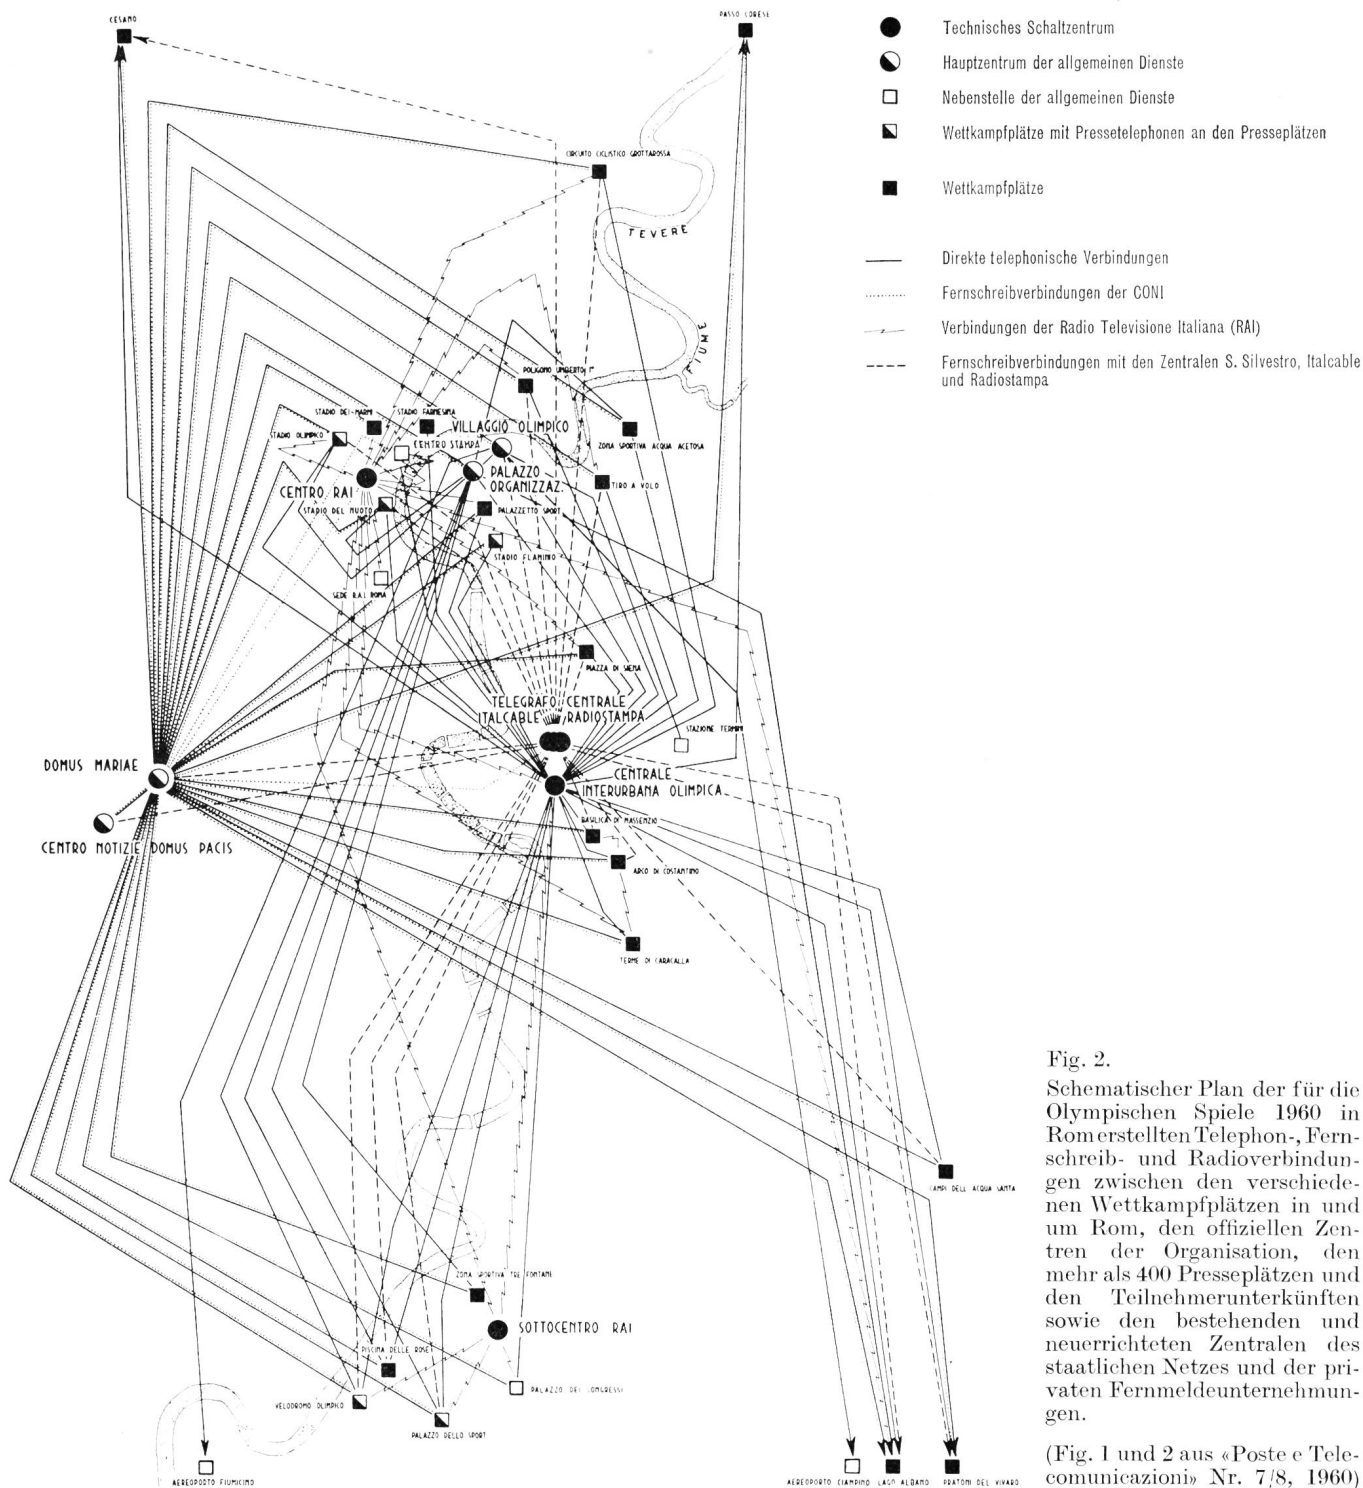 CESANO
PASSO CORESE
Technisches Schaltzentrum
Hauptzentrum der allgemeinen Dienste
Nebenstelle der allgemeinen Dienste
Wettkampfplätze mit Pressetelephonen an den Presseplätzen
Wettkampfplätze
Direkte telephonische Verbindungen
Fernschreibverbindungen der CONI
Verbindungen der Radio Televisione Italiana (RAI)
Fernschreibverbindungen mit den Zentralen S. Silvestro, Italcable
und Radiostampa
CIRCUITO CICLISTICO GROTTAROSSA
TEVERE
FIUME
POLIGONO UMBERTO I°
STADIO DEI MARMI
STADIO FARNESINA
STADIO OLIMPICO
VILLAGGIO OLIMPICO
CENTRO STAMPA
ZONA SPORTIVA ACQUA ACETOSA
PALAZZO
ORGANIZZAZ.
CENTRO RAI
TIRO A VOLO
STADIO DEL NUOTO
PALAZZETTO SPORT
STADIO FLAMINIO
SEDE R.A.I. ROMA
PIAZZA DI SIENA
TELEGRAFO CENTRALE
ITALCABLE RADIOSTAMPA
STAZIONE TERMINI
DOMUS MARIAE
CENTRALE
INTERURBANA OLIMPICA
BASILICA DI MASSENZIO
CENTRO NOTIZIE DOMUS PACIS
ARCO DI COSTANTINO
TERME DI CARACALLA
CAMPI DELL ACQUA SANTA
ZONA SPORTIVA TRE FONTANE
SOTTOCENTRO RAI
PISCINA DELLE ROSE
PALAZZO DEI CONGRESSI
VELODROMO OLIMPICO
PALAZZO DELLO SPORT
AEREOPORTO FIUMICINO
AEREOPORTO CIAMPINO
LAGO ALBANO
PRATONI DEL VIVARO
Fig. 2.
Schematischer Plan der für die
Olympischen Spiele 1960 in
Rom erstellten Telephon-, Fern-
schreib- und Radioverbindun-
gen zwischen den verschiede-
nen Wettkampfplätzen in und
um Rom, den offiziellen Zen-
tren der Organisation, den
mehr als 400 Presseplätzen und
den Teilnehmerunterkünften
sowie den bestehenden und
neuerrichteten Zentralen des
staatlichen Netzes und der pri-
vaten Fernmeldeunternehmun-
gen.
(Fig. 1 und 2 aus «Poste e Tele-
comunicazioni» Nr. 7/8, 1960)